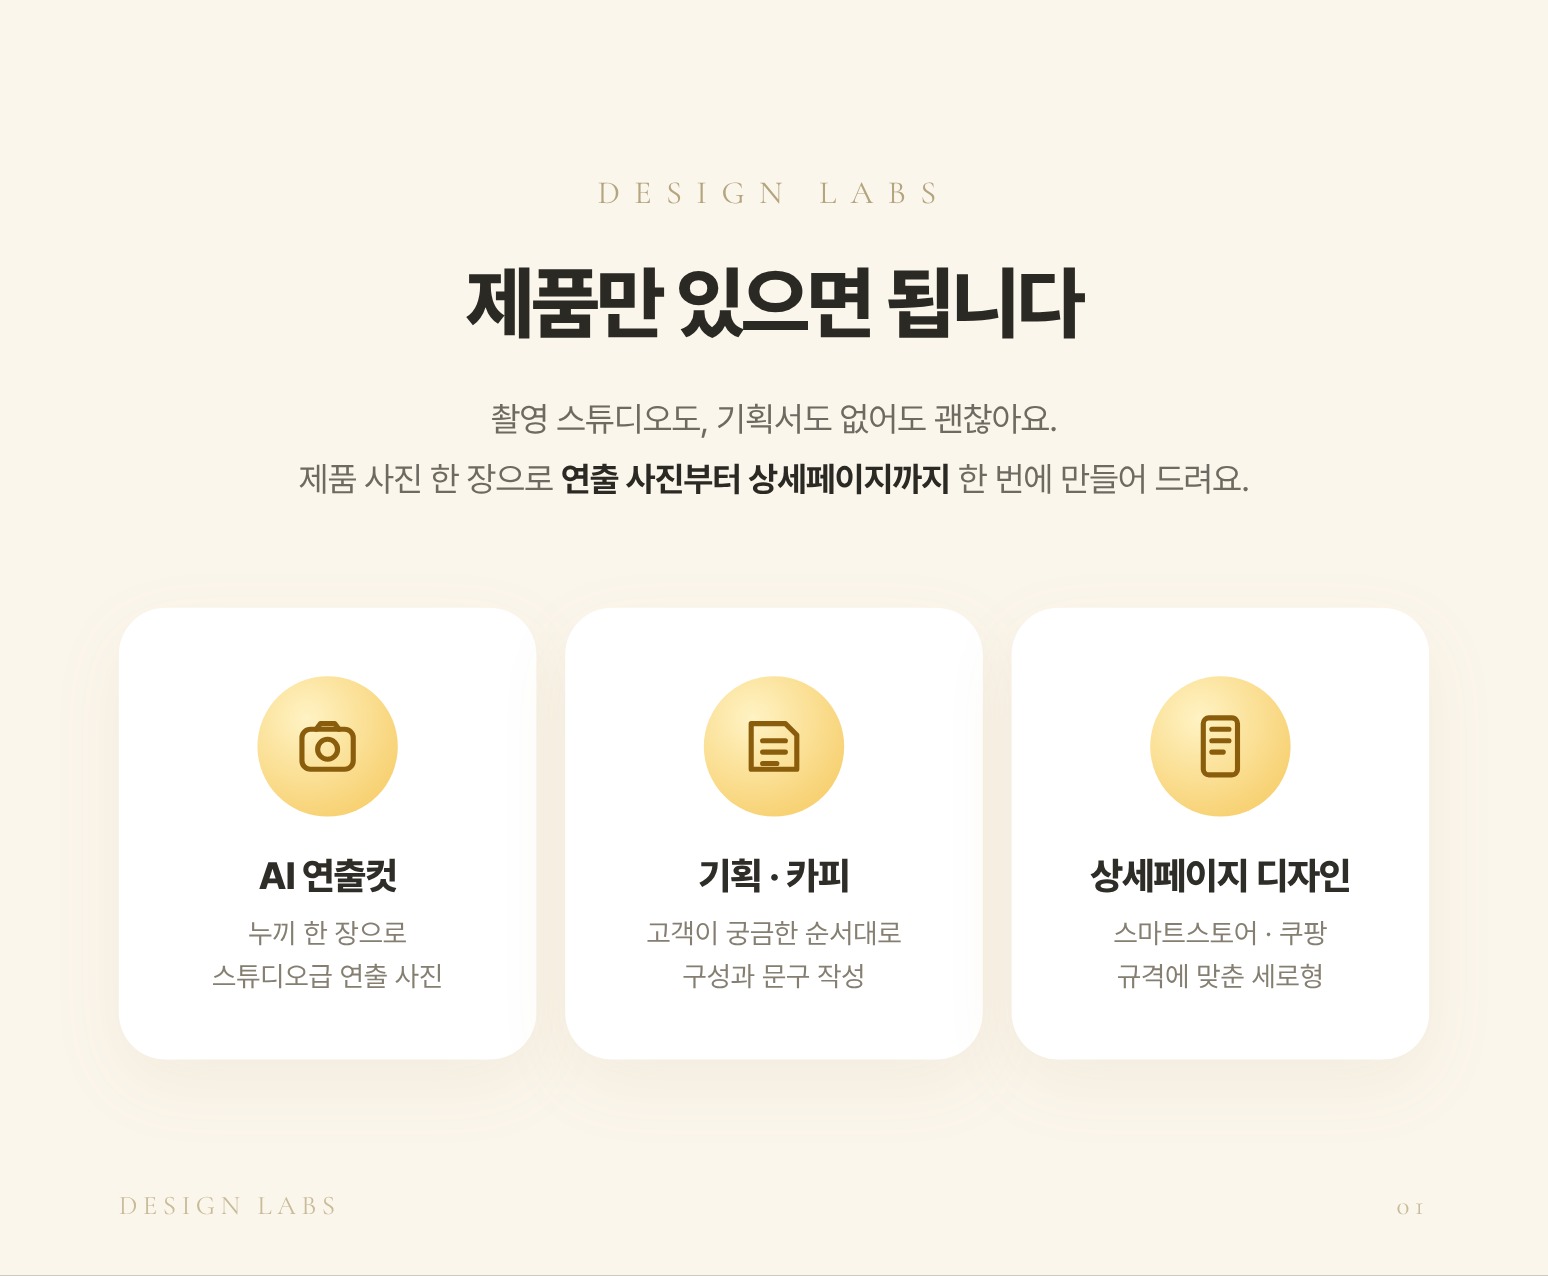 DESIGN LABS
제품만 있으면 됩니다
촬영 스튜디오도, 기획서도 없어도 괜찮아요.
제품 사진 한 장으로 연출 사진부터 상세페이지까지 한 번에 만들어 드려요.
AI 연출컷
누끼 한 장으로
스튜디오급 연출 사진
기획 · 카피
고객이 궁금한 순서대로
구성과 문구 작성
상세페이지 디자인
스마트스토어 · 쿠팡
규격에 맞춘 세로형
DESIGN LABS
01